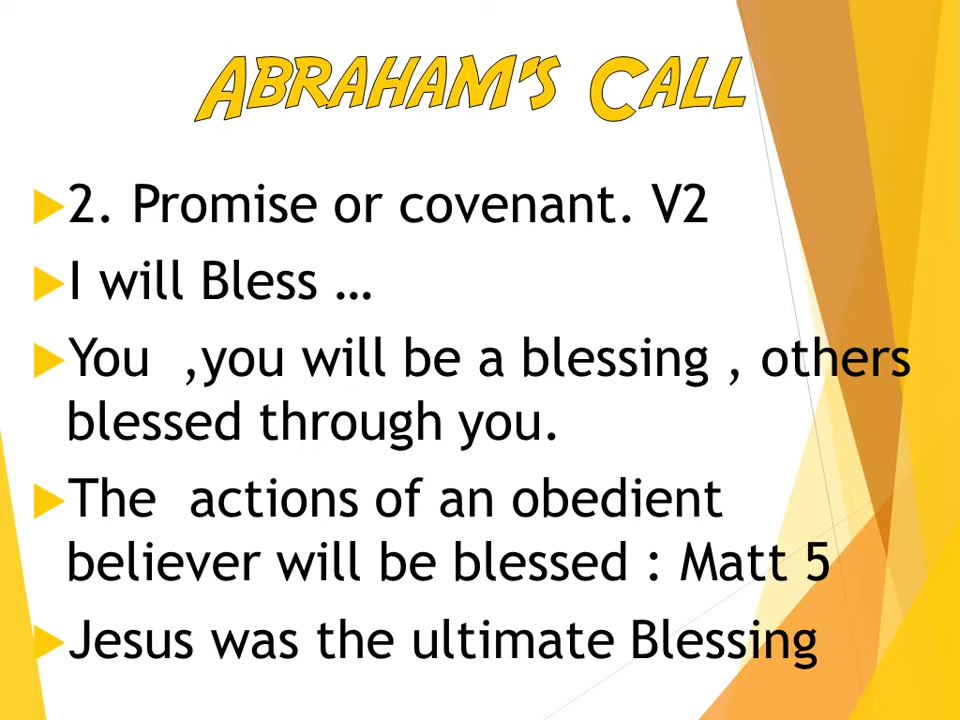 Abraham's Call
2. Promise or covenant. V2
I will Bless …
You  ,you will be a blessing , others
blessed through you.
The  actions of an obedient
believer will be blessed : Matt 5
Jesus was the ultimate Blessing